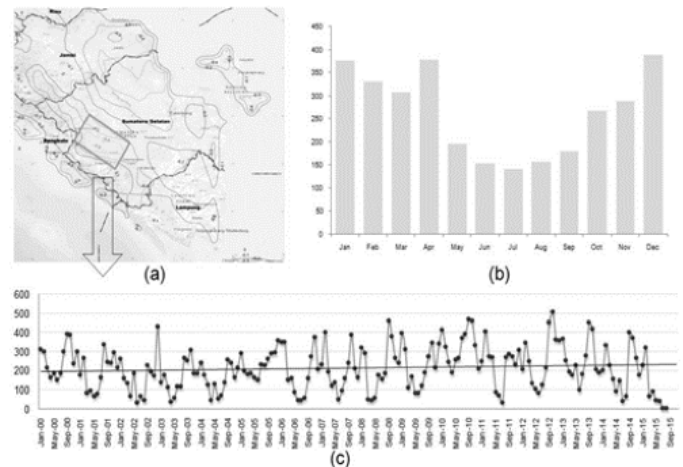 (a)
Riau
Jambi
Sumatera Selatan
Bengkulu
Lampung
(b)
450
400
350
300
250
200
150
100
50
0
Jan Feb Mar Apr May Jun Jul Aug Sep Oct Nov Dec
600
500
400
300
200
100
0
Jan-00 May-00 Sep-00 Jan-01 May-01 Sep-01 Jan-02 May-02 Sep-02 Jan-03 May-03 Sep-03 Jan-04 May-04 Sep-04 Jan-05 May-05 Sep-05 Jan-06 May-06 Sep-06 Jan-07 May-07 Sep-07 Jan-08 May-08 Sep-08 Jan-09 May-09 Sep-09 Jan-10 May-10 Sep-10 Jan-11 May-11 Sep-11 Jan-12 May-12 Sep-12 Jan-13 May-13 Sep-13 Jan-14 May-14 Sep-14 Jan-15 May-15 Sep-15
(c)